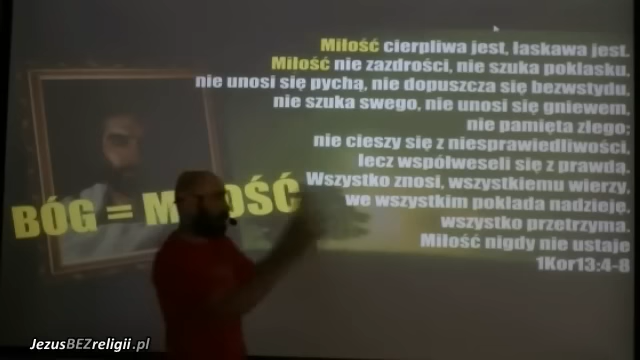 Miłość cierpliwa jest, łaskawa jest.
Miłość nie zazdrości, nie szuka poklasku,
nie unosi się pychą, nie dopuszcza się bezwstydu,
nie szuka swego, nie unosi się gniewem,
nie pamięta złego;
nie cieszy się z niesprawiedliwości,
lecz współweseli się z prawdą.
Wszystko znosi, wszystkiemu wierzy,
we wszystkim pokłada nadzieję,
wszystko przetrzyma.
Miłość nigdy nie ustaje
1Kor13:4-8
BÓG = M OŚĆ
JezusBEZreligii.pl